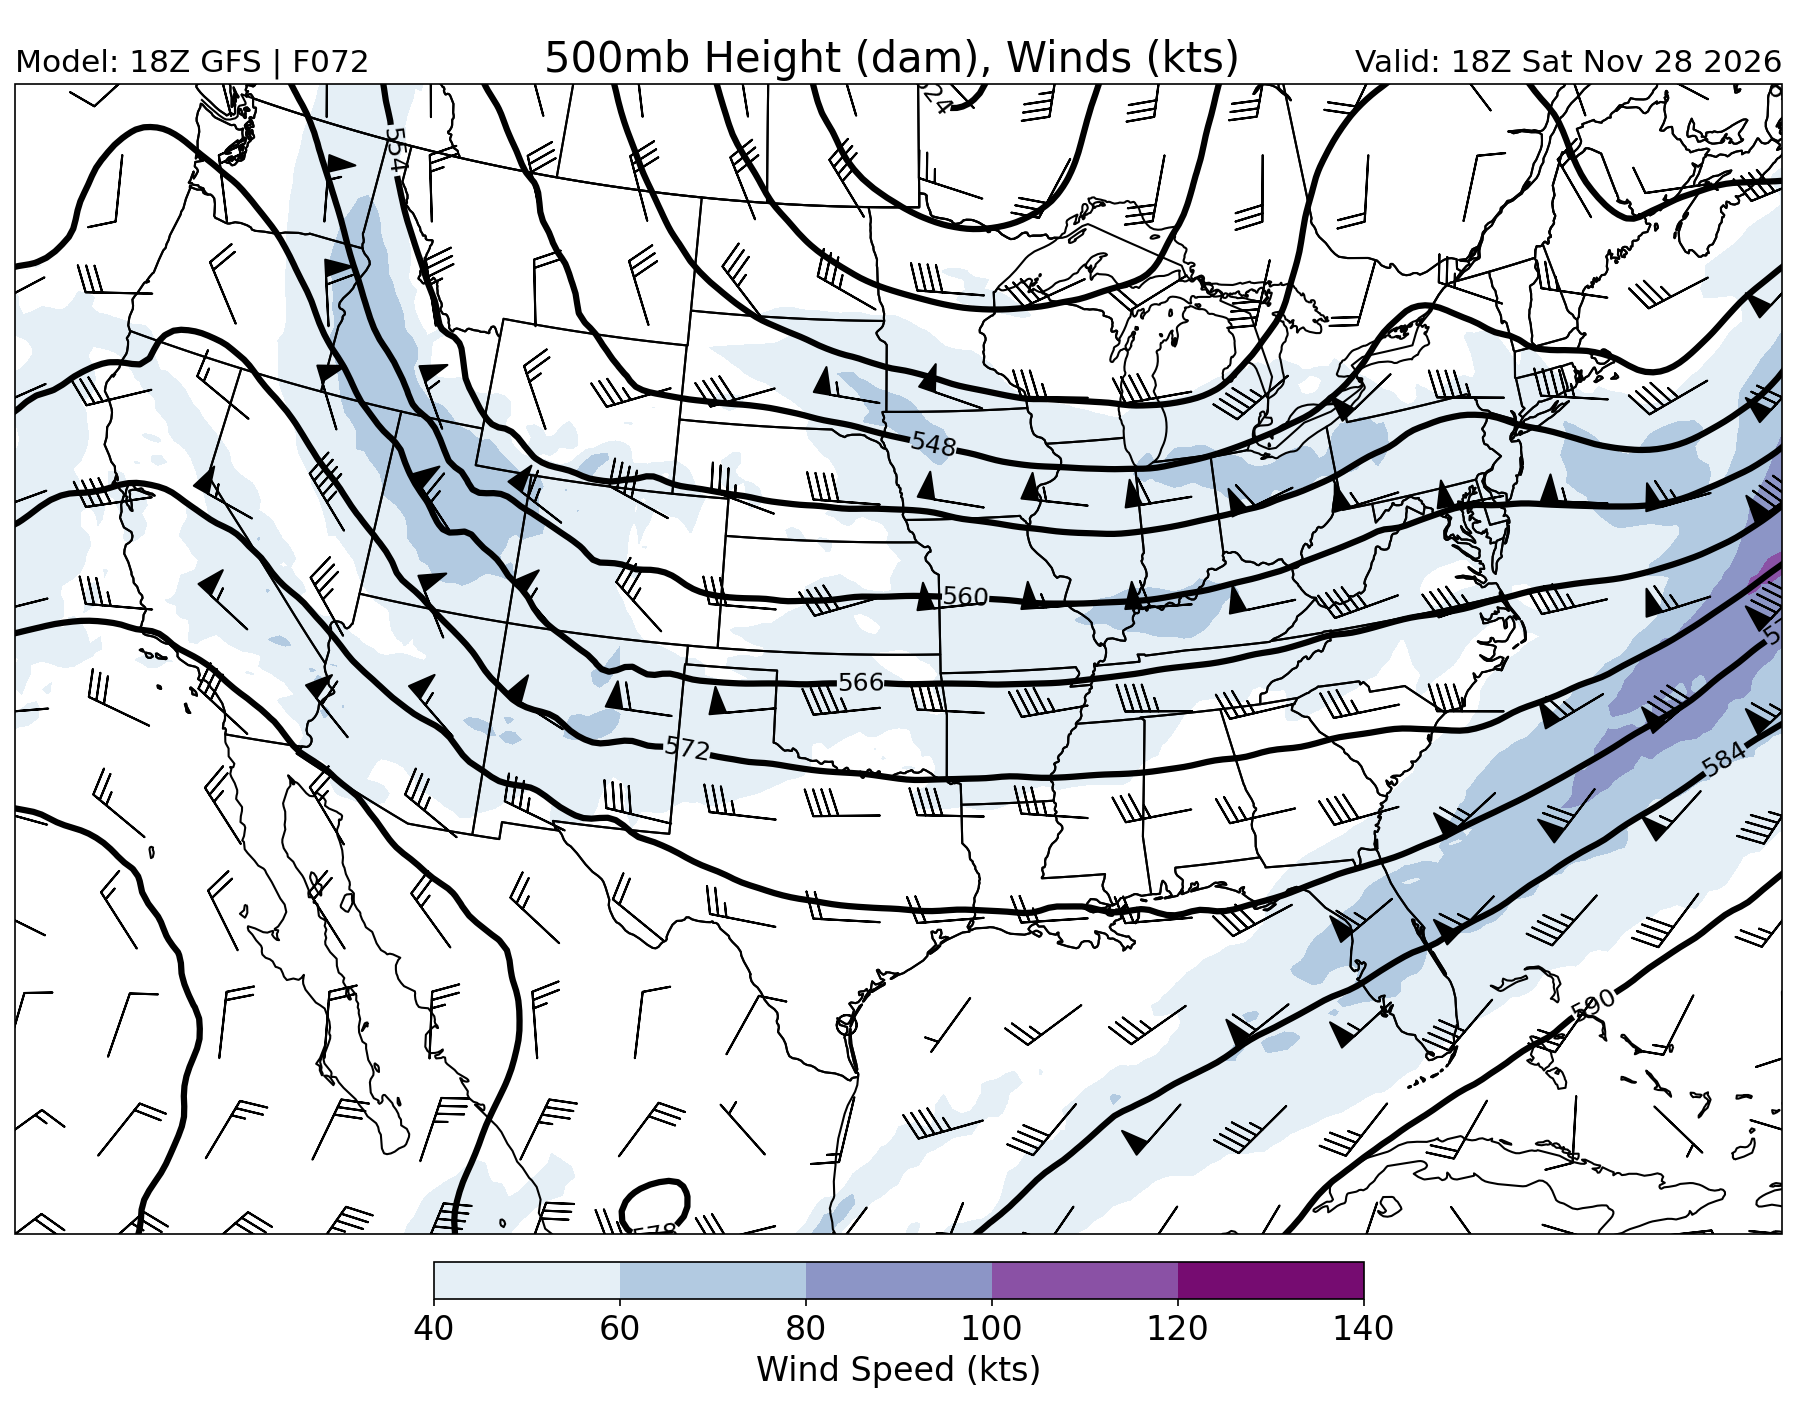 Model: 18Z GFS | F072
500mb Height (dam), Winds (kts)
Valid: 18Z Sat Nov 28 2026
554
548
560
566
572
584
590
578
40 60 80 100 120 140
Wind Speed (kts)